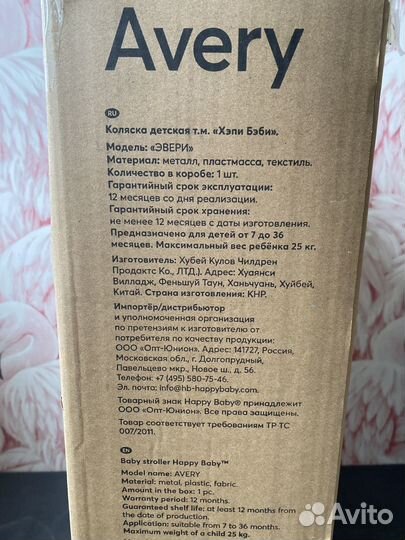 Avery
RU
Коляска детская т.м. «Хэпи Бэби».
Модель: «ЭВЕРИ»
Материал: металл, пластмасса, текстиль.
Количество в коробе: 1 шт.
Гарантийный срок эксплуатации:
12 месяцев со дня реализации.
Гарантийный срок хранения:
не менее 12 месяцев с даты изготовления.
Предназначено для детей от 7 до 36
месяцев. Максимальный вес ребёнка 25 кг.
Изготовитель: Хубей Кулов Чилдрен
Продактс Ко., ЛТД.). Адрес: Хуаянси
Вилладж, Феньшуй Таун, Ханьчуань, Хуйбей,
Китай. Страна изготовления: КНР.
Импортёр/дистрибьютор
и уполномоченная организация
по претензиям к изготовителю от
потребителя по качеству продукции:
ООО «Опт-Юнион». Адрес: 141727, Россия,
Московская обл., г. Долгопрудный,
Павельцево мкр., Новое ш., д. 56.
Телефон: +7 (495) 580-75-46.
Эл. почта: info@hb-happybaby.com.
Товарный знак Happy Baby® принадлежит
ООО «Опт-Юнион». Все права защищены.
Товар соответствует требованиям ТР ТС
007/2011.
EN
Baby stroller Happy Baby™
Model name: AVERY
Material: metal, plastic, fabric.
Amount in the box: 1 pc.
Warranty period: 12 months.
Guaranteed shelf life: at least 12 months from
the date of production.
Application: suitable from 7 to 36 months.
Maximum weight of a child 25 kg.
Avito